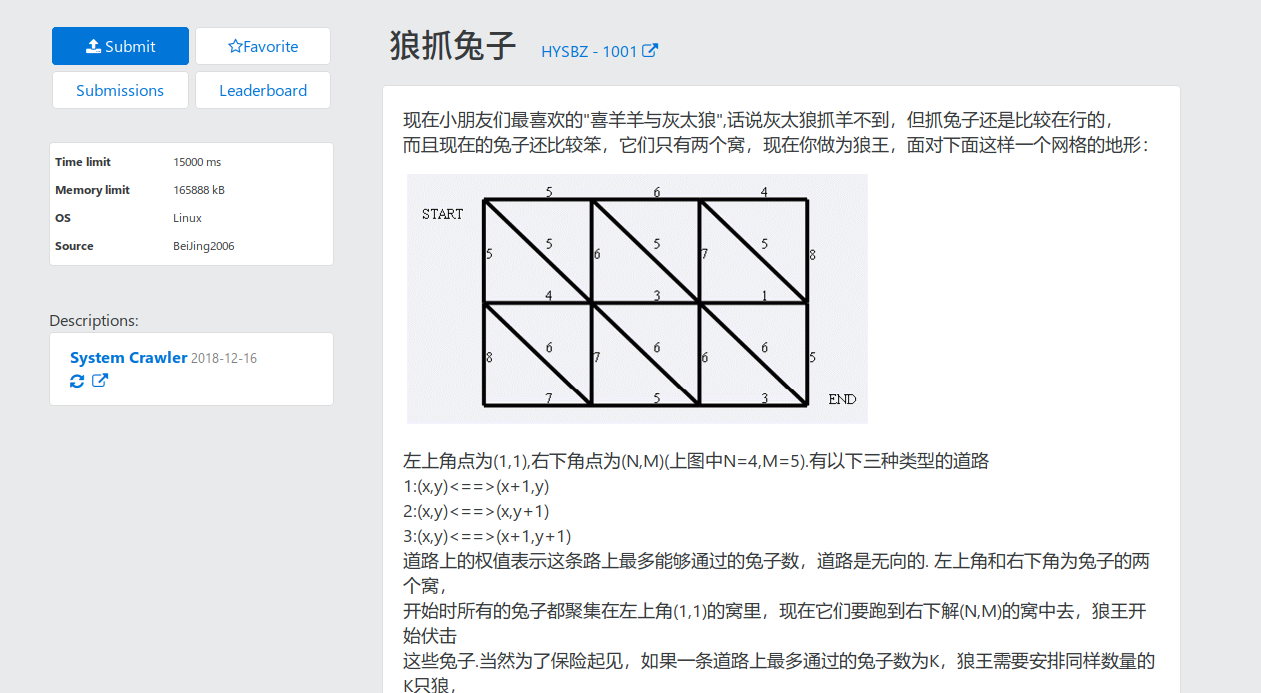 Submit
Favorite
Submissions
Leaderboard
Time limit 15000 ms
Memory limit 165888 kB
OS Linux
Source BeiJing2006
Descriptions:
System Crawler 2018-12-16
狼抓兔子 HYSBZ - 1001
现在小朋友们最喜欢的"喜羊羊与灰太狼",话说灰太狼抓羊不到，但抓兔子还是比较在行的，
而且现在的兔子还比较笨，它们只有两个窝，现在你做为狼王，面对下面这样一个网格的地形：
5 6 4
START
5 5 6 5 7 5 8
4 3 1
8 6 7 6 6 6 5
7 5 3
END
左上角点为(1,1),右下角点为(N,M)(上图中N=4,M=5).有以下三种类型的道路
1:(x,y)<==>(x+1,y)
2:(x,y)<==>(x,y+1)
3:(x,y)<==>(x+1,y+1)
道路上的权值表示这条路上最多能够通过的兔子数，道路是无向的. 左上角和右下角为兔子的两
个窝，
开始时所有的兔子都聚集在左上角(1,1)的窝里，现在它们要跑到右下解(N,M)的窝中去，狼王开
始伏击
这些兔子.当然为了保险起见，如果一条道路上最多通过的兔子数为K，狼王需要安排同样数量的
K只狼，